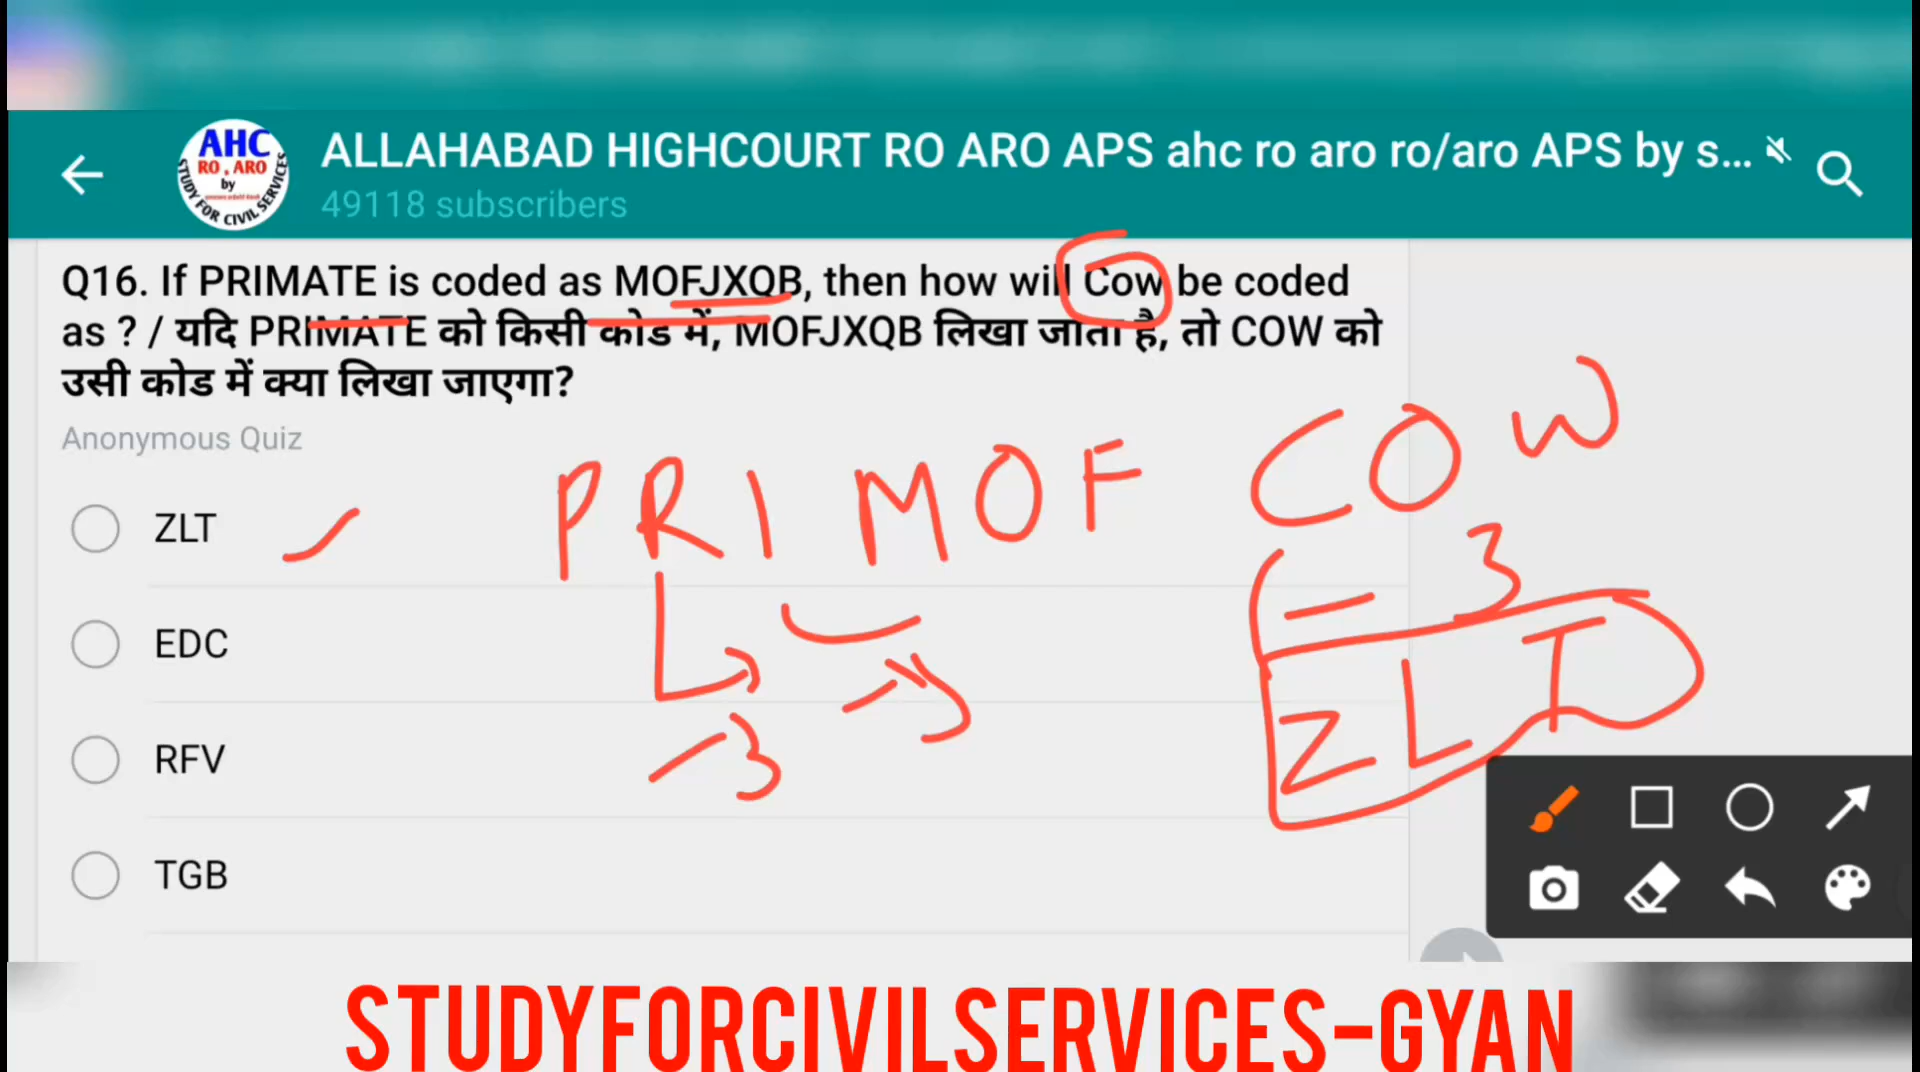 AHC
RO , ARO
by
STUDY FOR CIVIL SERVICES
ALLAHABAD HIGHCOURT RO ARO APS ahc ro aro ro/aro APS by s...
49118 subscribers
Q16. If PRIMATE is coded as MOFJXQB, then how will Cow be coded
as ? / यदि PRIMATE को किसी कोड में, MOFJXQB लिखा जाता है, तो COW को
उसी कोड में क्या लिखा जाएगा?
Anonymous Quiz
PRI MOF COW
ZLT
-3
EDC
ZLT
-3
RFV
TGB
STUDYFORCIVILSERVICES-GYAN